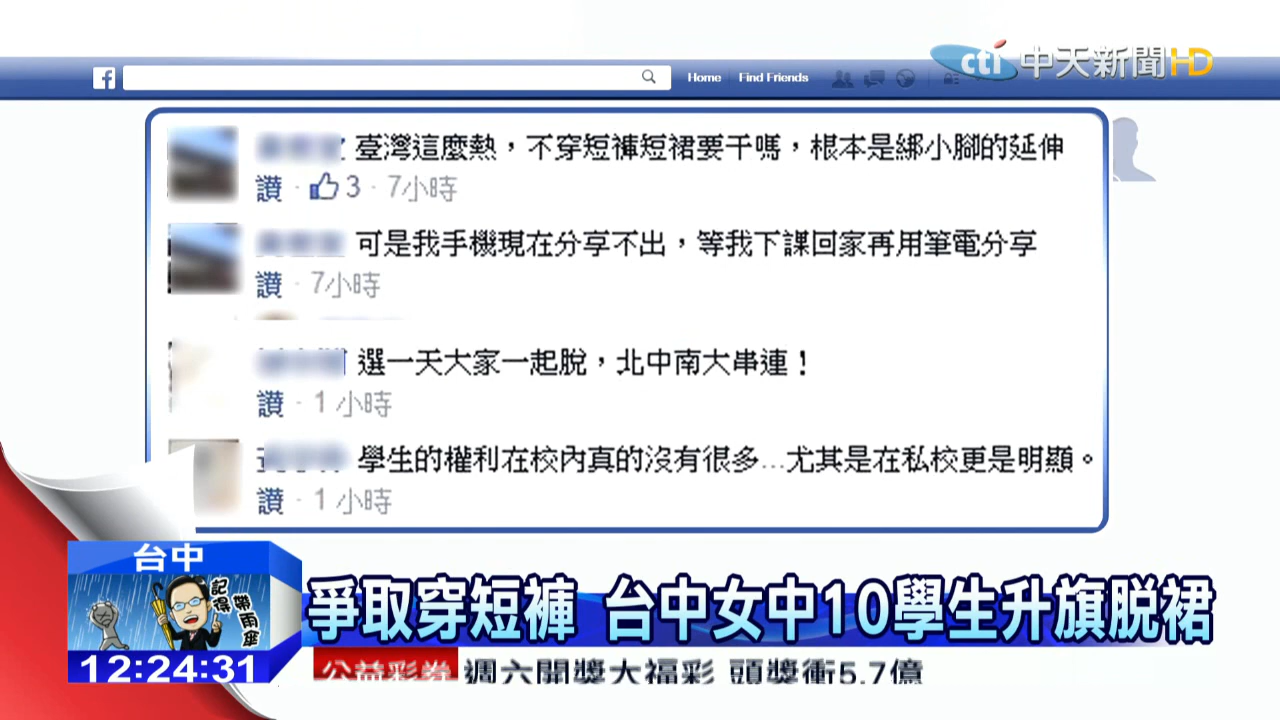 cti 中天新聞HD
Home Find Friends
臺灣這麼熱，不穿短褲短裙要干嗎，根本是綁小腳的延伸
讚 · 3 · 7小時
可是我手機現在分享不出，等我下課回家再用筆電分享
讚 · 7小時
選一天大家一起脫，北中南大串連！
讚 · 1 小時
學生的權利在校內真的沒有很多...尤其是在私校更是明顯。
讚 · 1 小時
台中
記得
帶雨傘
12:24:31
爭取穿短褲 台中女中10學生升旗脫裙
公益彩券 週六開獎大福彩 頭獎衝5.7億